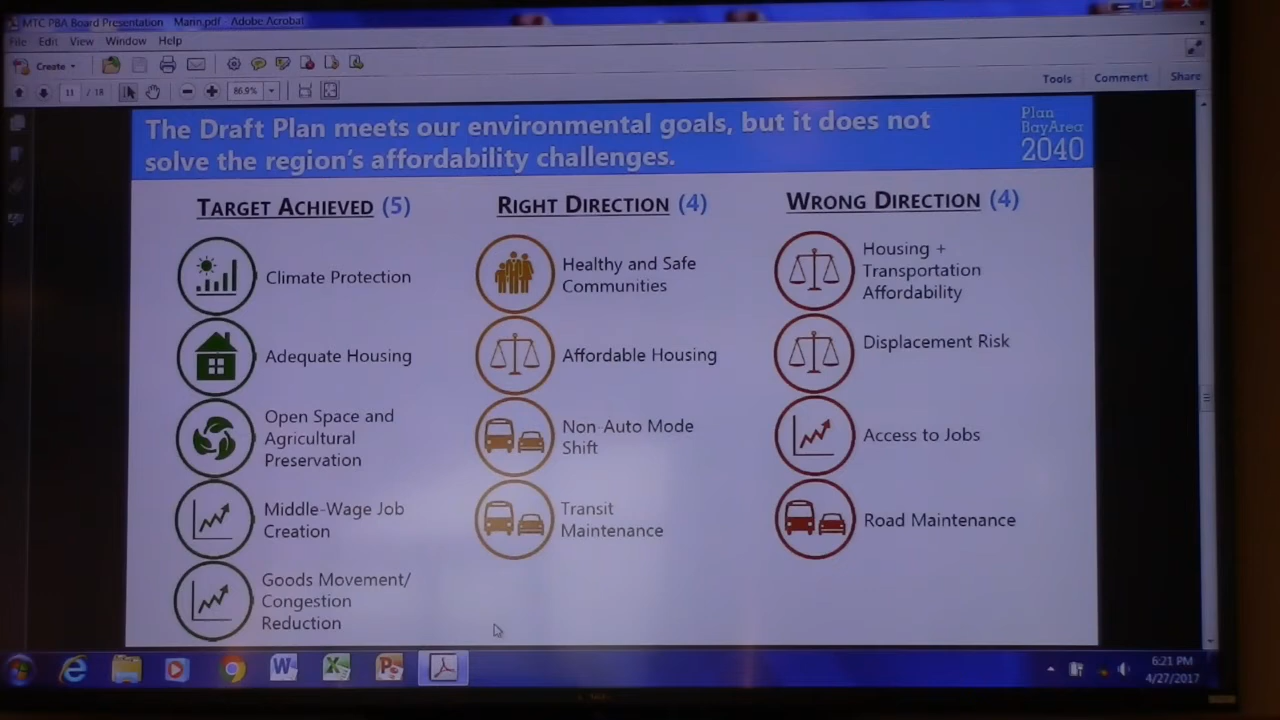 MTC PBA Board Presentation _ Mann.pdf - Adobe Acrobat
File Edit View Window Help
Create
Tools Comment Share
11 / 18 86.9%
The Draft Plan meets our environmental goals, but it does not
solve the region's affordability challenges.
Plan
BayArea
2040
TARGET ACHIEVED (5)
Climate Protection
Adequate Housing
Open Space and
Agricultural
Preservation
Middle-Wage Job
Creation
Goods Movement/
Congestion
Reduction
RIGHT DIRECTION (4)
Healthy and Safe
Communities
Affordable Housing
Non-Auto Mode
Shift
Transit
Maintenance
WRONG DIRECTION (4)
Housing +
Transportation
Affordability
Displacement Risk
Access to Jobs
Road Maintenance
6:21 PM
4/27/2017